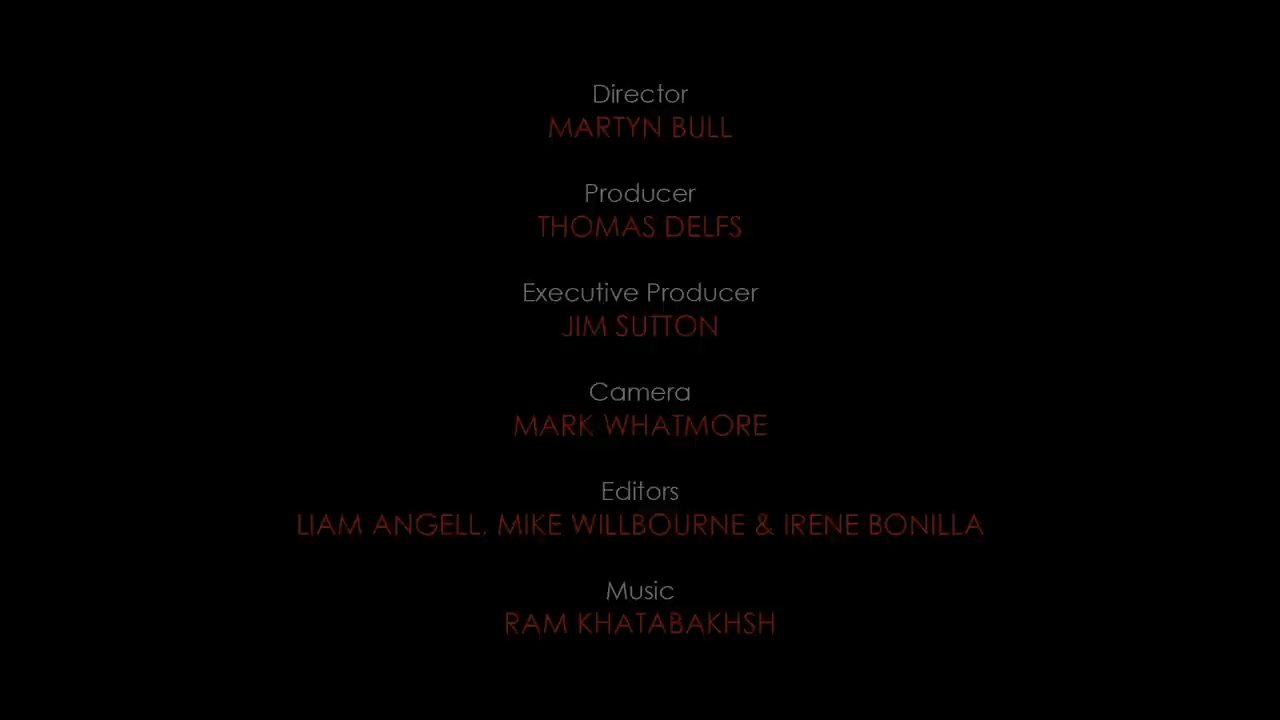 Director
MARTYN BULL
Producer
THOMAS DELFS
Executive Producer
JIM SUTTON
Camera
MARK WHATMORE
Editors
LIAM ANGELL, MIKE WILLBOURNE & IRENE BONILLA
Music
RAM KHATABAKHSH